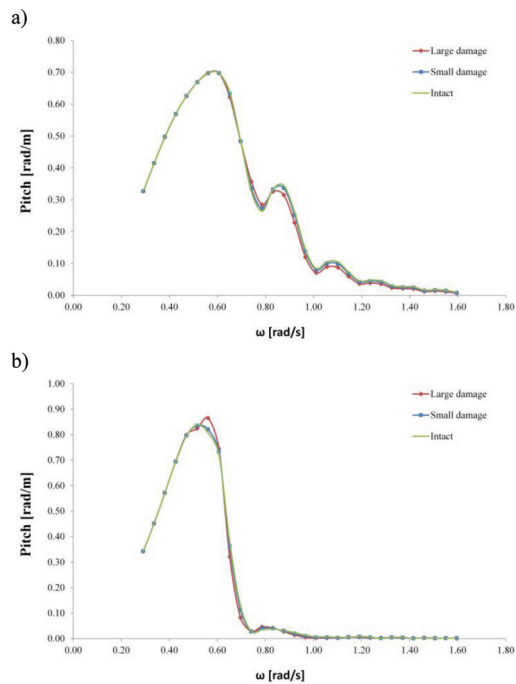 a)
Large damage
Small damage
Intact
Pitch [rad/m]
0.80
0.70
0.60
0.50
0.40
0.30
0.20
0.10
0.00
0.00 0.20 0.40 0.60 0.80 1.00 1.20 1.40 1.60 1.80
ω [rad/s]
b)
Large damage
Small damage
Intact
Pitch [rad/m]
1.00
0.90
0.80
0.70
0.60
0.50
0.40
0.30
0.20
0.10
0.00
0.00 0.20 0.40 0.60 0.80 1.00 1.20 1.40 1.60 1.80
ω [rad/s]